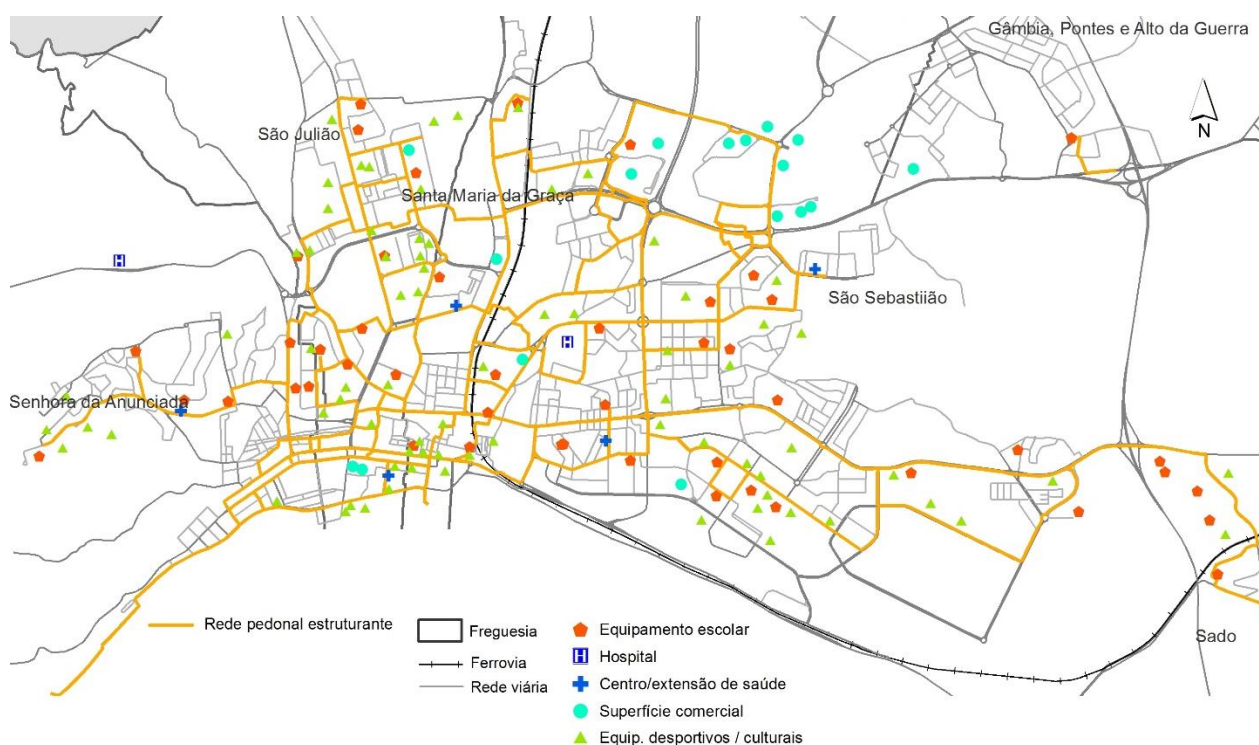 Gâmbia, Pontes e Alto da Guerra
São Julião
N
Santa Maria da Graça
H
São Sebastiião
H
Senhora da Anunciada
Sado
Rede pedonal estruturante
Freguesia
Ferrovia
Rede viária
Equipamento escolar
H Hospital
Centro/extensão de saúde
Superfície comercial
Equip. desportivos / culturais